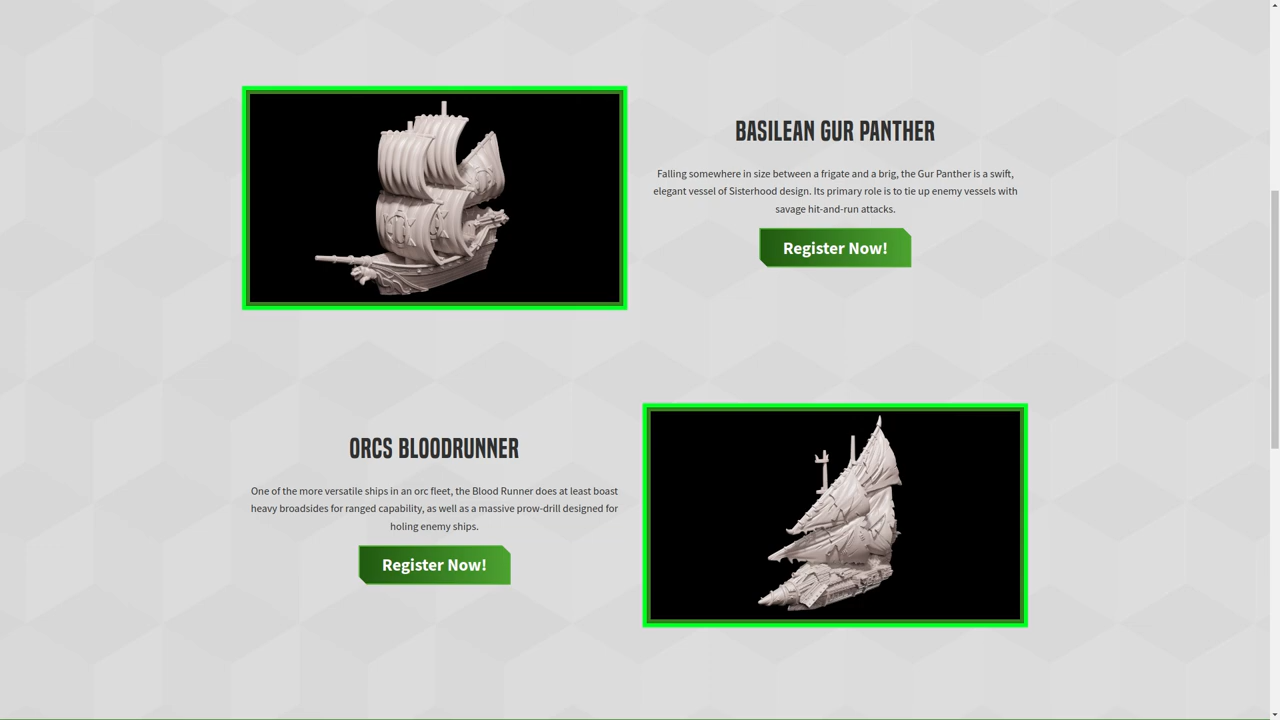 BASILEAN GUR PANTHER
Falling somewhere in size between a frigate and a brig, the Gur Panther is a swift,
elegant vessel of Sisterhood design. Its primary role is to tie up enemy vessels with
savage hit-and-run attacks.
Register Now!
ORCS BLOODRUNNER
One of the more versatile ships in an orc fleet, the Blood Runner does at least boast
heavy broadsides for ranged capability, as well as a massive prow-drill designed for
holing enemy ships.
Register Now!